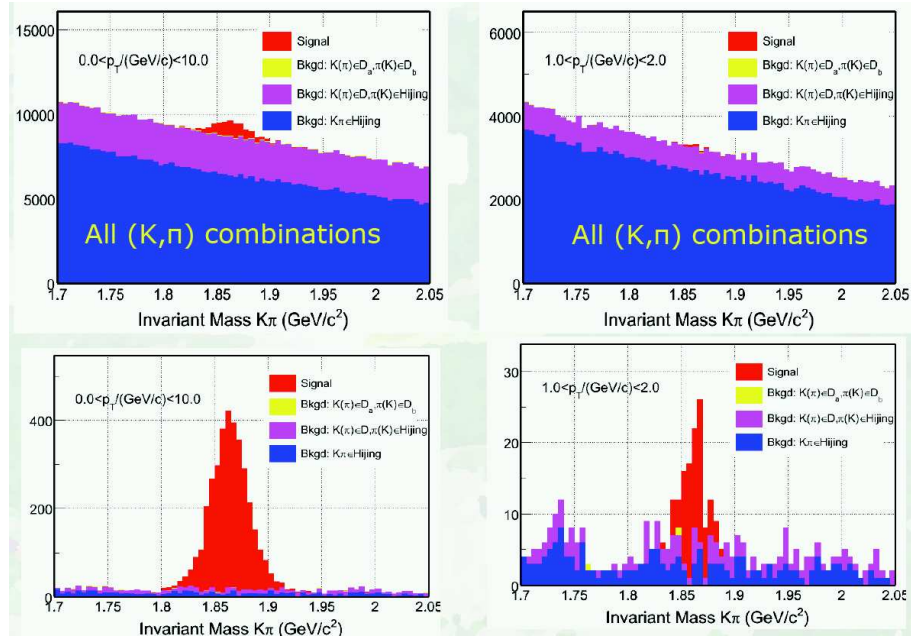 15000
10000
5000
0
0.0<p_T/(GeV/c)<10.0
Signal
Bkgd: K(π)∈D_a,π(K)∈D_b
Bkgd: K(π)∈D,π(K)∈Hijing
Bkgd: Kπ∈Hijing
All (K,π) combinations
1.7 1.75 1.8 1.85 1.9 1.95 2 2.05
Invariant Mass Kπ (GeV/c²)
6000
4000
2000
0
1.0<p_T/(GeV/c)<2.0
Signal
Bkgd: K(π)∈D_a,π(K)∈D_b
Bkgd: K(π)∈D,π(K)∈Hijing
Bkgd: Kπ∈Hijing
All (K,π) combinations
1.7 1.75 1.8 1.85 1.9 1.95 2 2.05
Invariant Mass Kπ (GeV/c²)
400
200
0
0.0<p_T/(GeV/c)<10.0
Signal
Bkgd: K(π)∈D_a,π(K)∈D_b
Bkgd: K(π)∈D,π(K)∈Hijing
Bkgd: Kπ∈Hijing
1.7 1.75 1.8 1.85 1.9 1.95 2 2.05
Invariant Mass Kπ (GeV/c²)
30
20
10
0
1.0<p_T/(GeV/c)<2.0
Signal
Bkgd: K(π)∈D_a,π(K)∈D_b
Bkgd: K(π)∈D,π(K)∈Hijing
Bkgd: Kπ∈Hijing
1.7 1.75 1.8 1.85 1.9 1.95 2 2.05
Invariant Mass Kπ (GeV/c²)